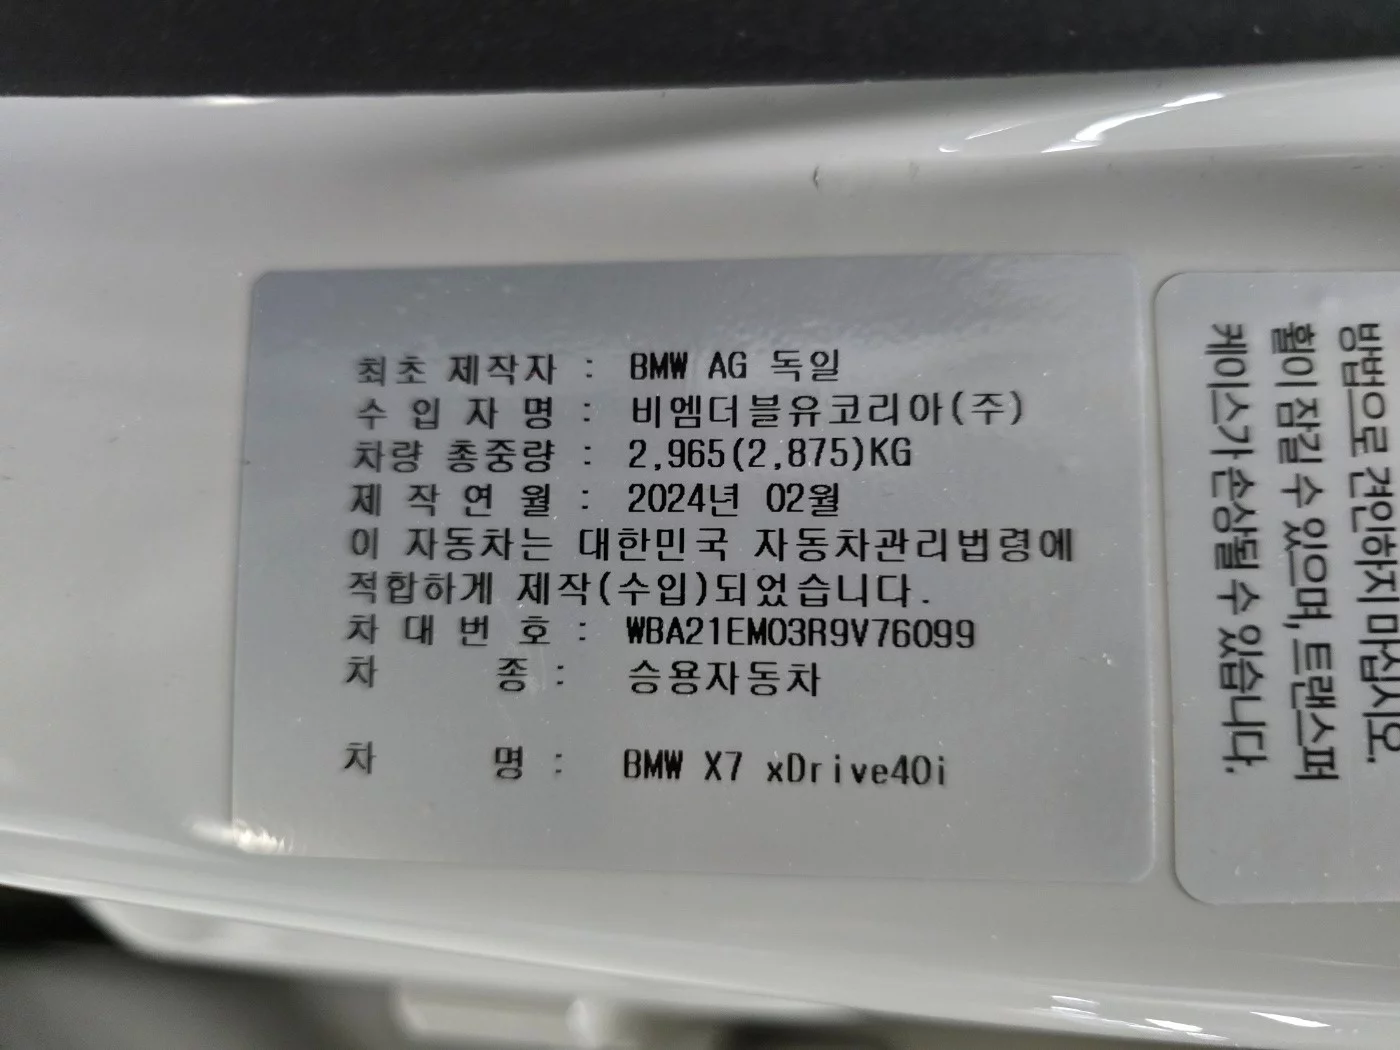 최초 제작자 : BMW AG 독일
수 입 자 명 : 비엠더블유코리아(주)
차량 총중량 : 2,965(2,875)KG
제 작 연 월 : 2024년 02월
이 자동차는 대한민국 자동차관리법령에
적합하게 제작(수입)되었습니다.
차 대 번 호 : WBA21EM03R9V76099
차 종 : 승용자동차
차 명 : BMW X7 xDrive40i
방법으로 견인하지 마십시오.
휠이 잠길 수 있으며, 트랜스퍼
케이스가 손상될 수 있습니다.